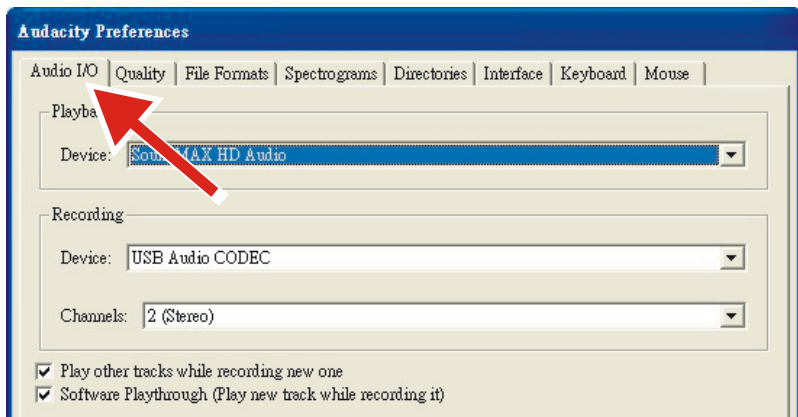 Audacity Preferences
Audio I/O Quality File Formats Spectrograms Directories Interface Keyboard Mouse
Device: HD Audio
Recording
Device: USB Audio CODEC
Channels: 2 (Stereo)
Play other tracks while recording new one
Software Playthrough (Play new track while recording it)